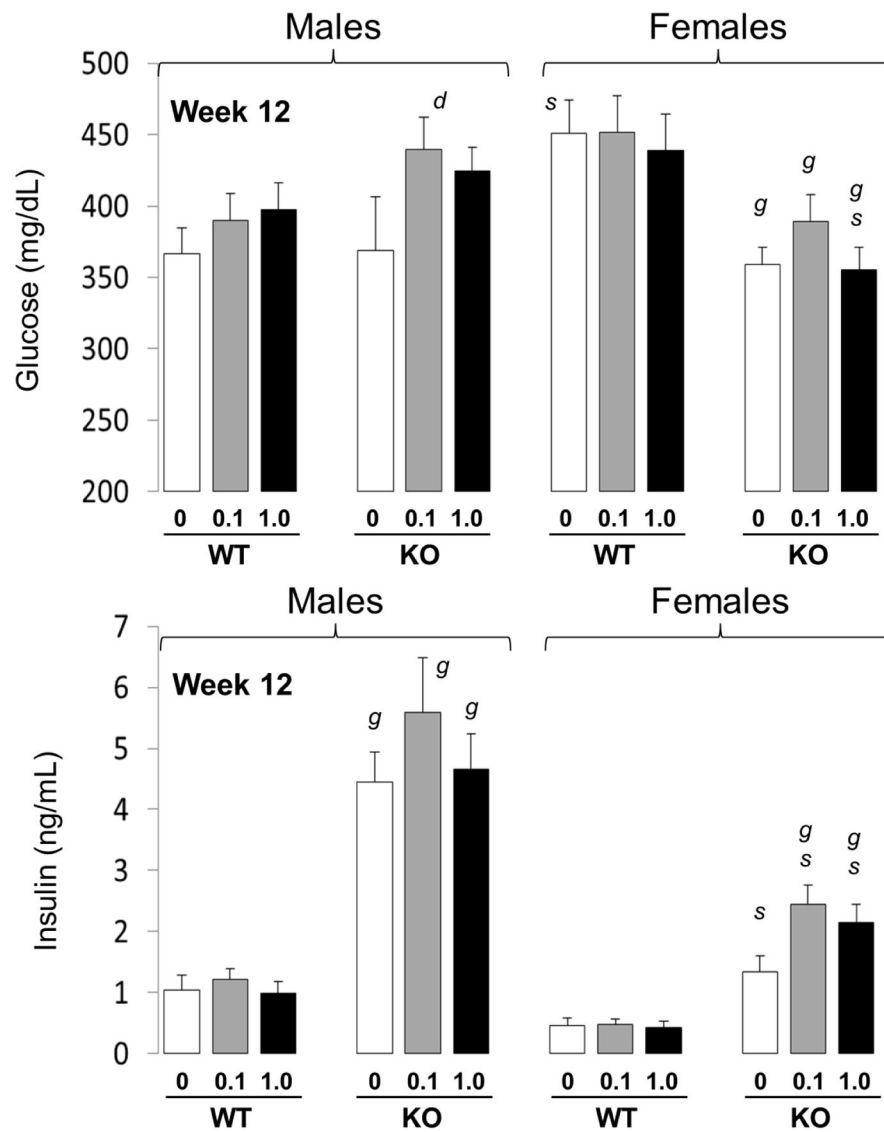 Males Females
500
450
400
350
300
250
200
Glucose (mg/dL)
Week 12
d
s
g
g
g
s
0 0.1 1.0 0 0.1 1.0 0 0.1 1.0 0 0.1 1.0
WT KO WT KO
Males Females
7
6
5
4
3
2
1
0
Insulin (ng/mL)
Week 12
g
g
g
s
g
s
g
s
0 0.1 1.0 0 0.1 1.0 0 0.1 1.0 0 0.1 1.0
WT KO WT KO